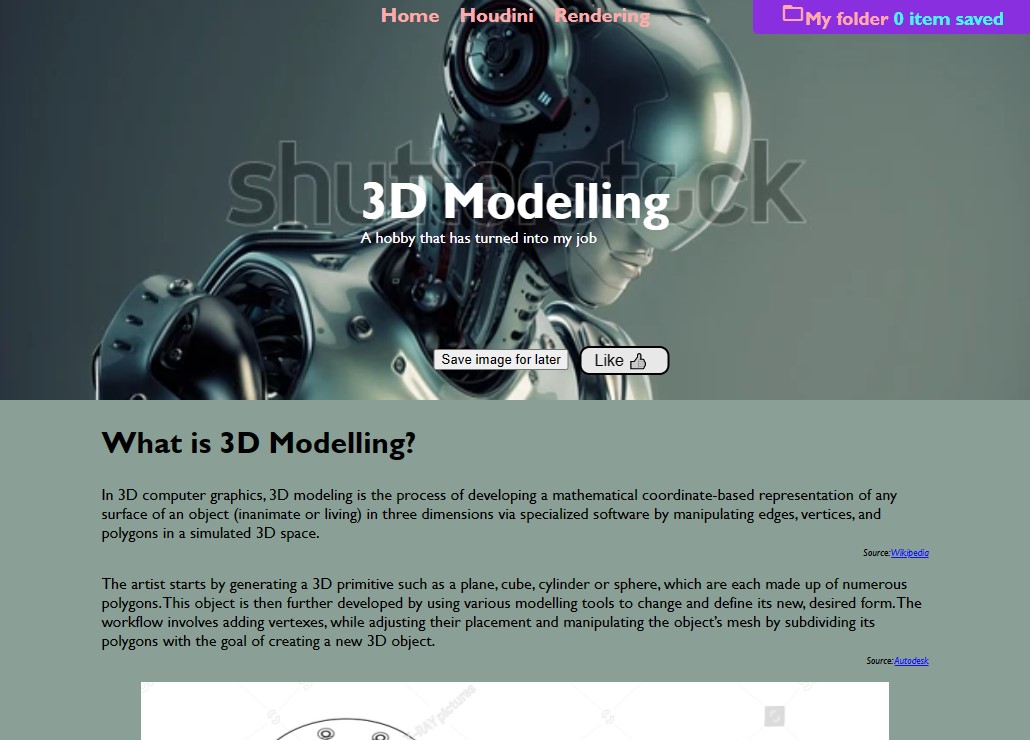 Home Houdini Rendering
My folder 0 item saved
shutterstock
3D Modelling
A hobby that has turned into my job
Save image for later
Like
What is 3D Modelling?
In 3D computer graphics, 3D modeling is the process of developing a mathematical coordinate-based representation of any
surface of an object (inanimate or living) in three dimensions via specialized software by manipulating edges, vertices, and
polygons in a simulated 3D space.
Source:Wikipedia
The artist starts by generating a 3D primitive such as a plane, cube, cylinder or sphere, which are each made up of numerous
polygons.This object is then further developed by using various modelling tools to change and define its new, desired form.The
workflow involves adding vertexes, while adjusting their placement and manipulating the object's mesh by subdividing its
polygons with the goal of creating a new 3D object.
Source:Autodesk
-RAY pictures